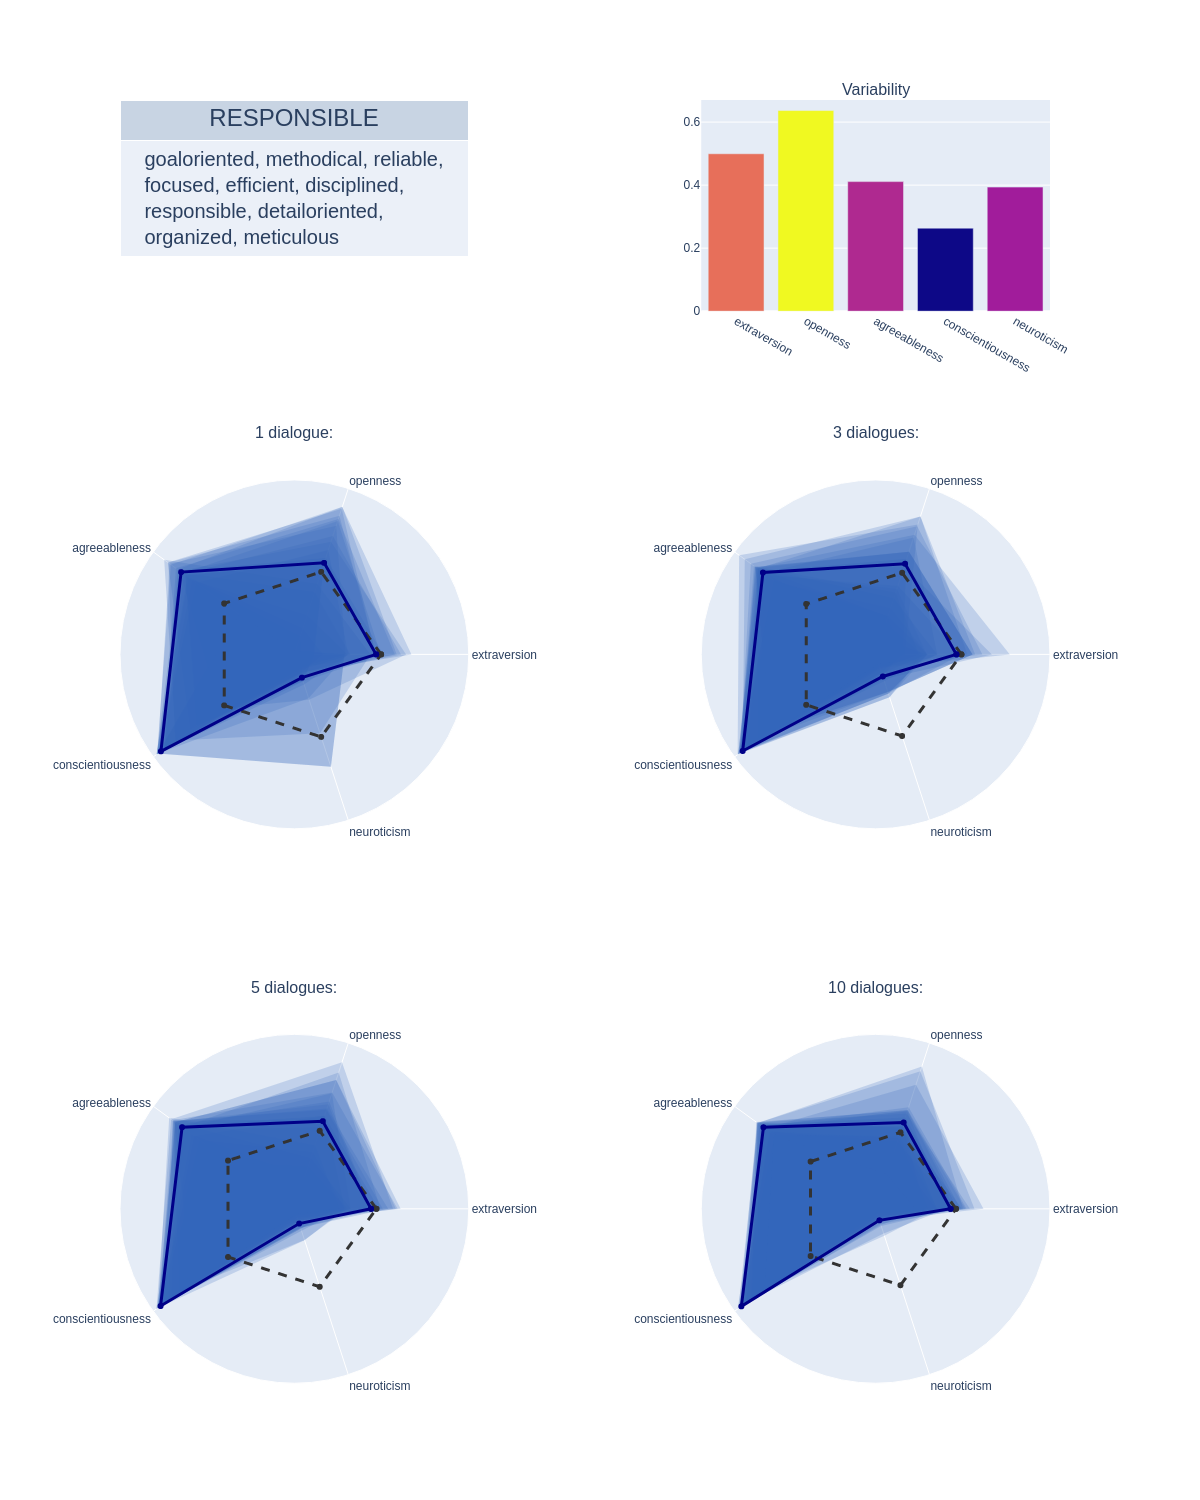 RESPONSIBLE
goaloriented, methodical, reliable,
focused, efficient, disciplined,
responsible, detailoriented,
organized, meticulous
Variability
0.6
0.4
0.2
0
extraversion
openness
agreeableness
conscientiousness
neuroticism
1 dialogue:
openness
agreeableness
extraversion
conscientiousness
neuroticism
3 dialogues:
openness
agreeableness
extraversion
conscientiousness
neuroticism
5 dialogues:
openness
agreeableness
extraversion
conscientiousness
neuroticism
10 dialogues:
openness
agreeableness
extraversion
conscientiousness
neuroticism